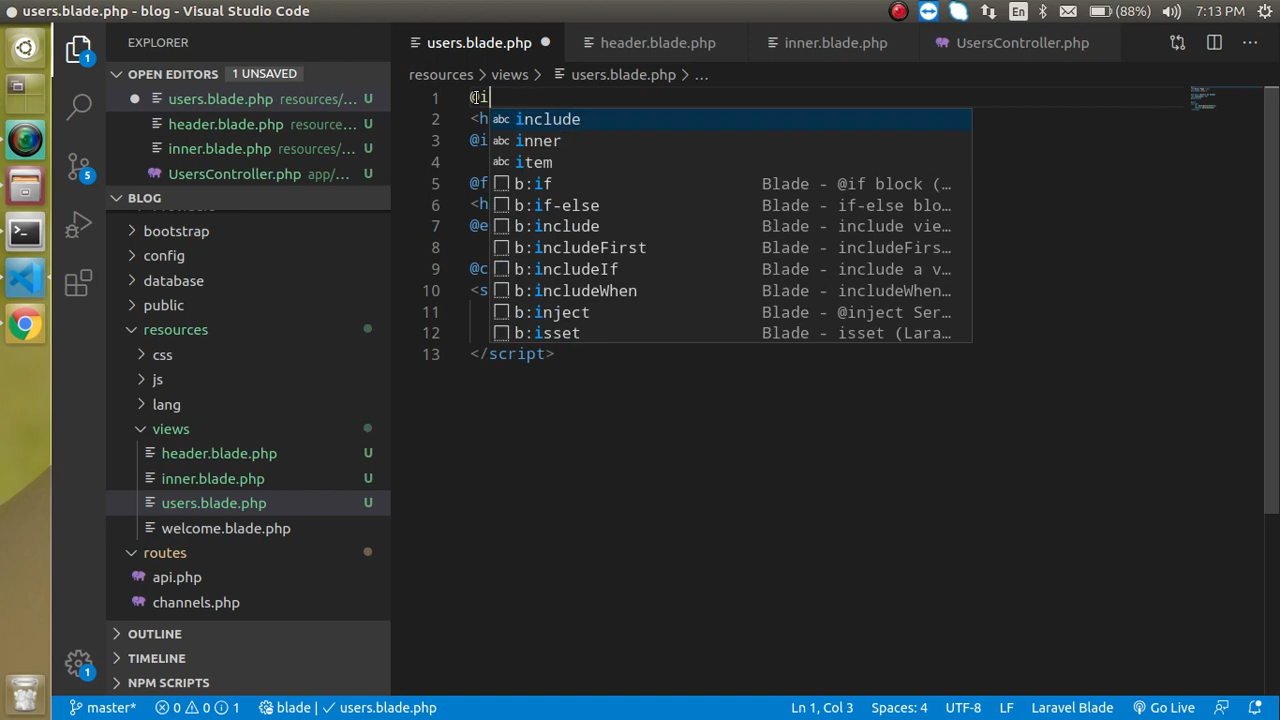 users.blade.php - blog - Visual Studio Code
En
(88%)
7:13 PM
EXPLORER
users.blade.php
header.blade.php
inner.blade.php
UsersController.php
1
OPEN EDITORS
1 UNSAVED
resources
views
users.blade.php
...
users.blade.php resources/... U
header.blade.php resource... U
inner.blade.php resources/... U
UsersController.php app/... U
5
BLOG
bootstrap
config
database
public
resources
css
js
lang
views
header.blade.php U
inner.blade.php U
users.blade.php U
welcome.blade.php
routes
api.php
channels.php
OUTLINE
TIMELINE
NPM SCRIPTS
1
1 @i
2 <h
3 @i
4
5 @f
6 <h
7 @e
8
9 @c
10 <s
11
12
13 </script>
abc include
abc inner
abc item
b:if Blade - @if block (...
b:if-else Blade - if-else blo...
b:include Blade - include vie...
b:includeFirst Blade - includeFirs...
b:includeIf Blade - include a v...
b:includeWhen Blade - includeWhen...
b:inject Blade - @inject Ser...
b:isset Blade - isset (Lara...
master*
0
0
1
blade
users.blade.php
Ln 1, Col 3
Spaces: 4
UTF-8
LF
Laravel Blade
Go Live